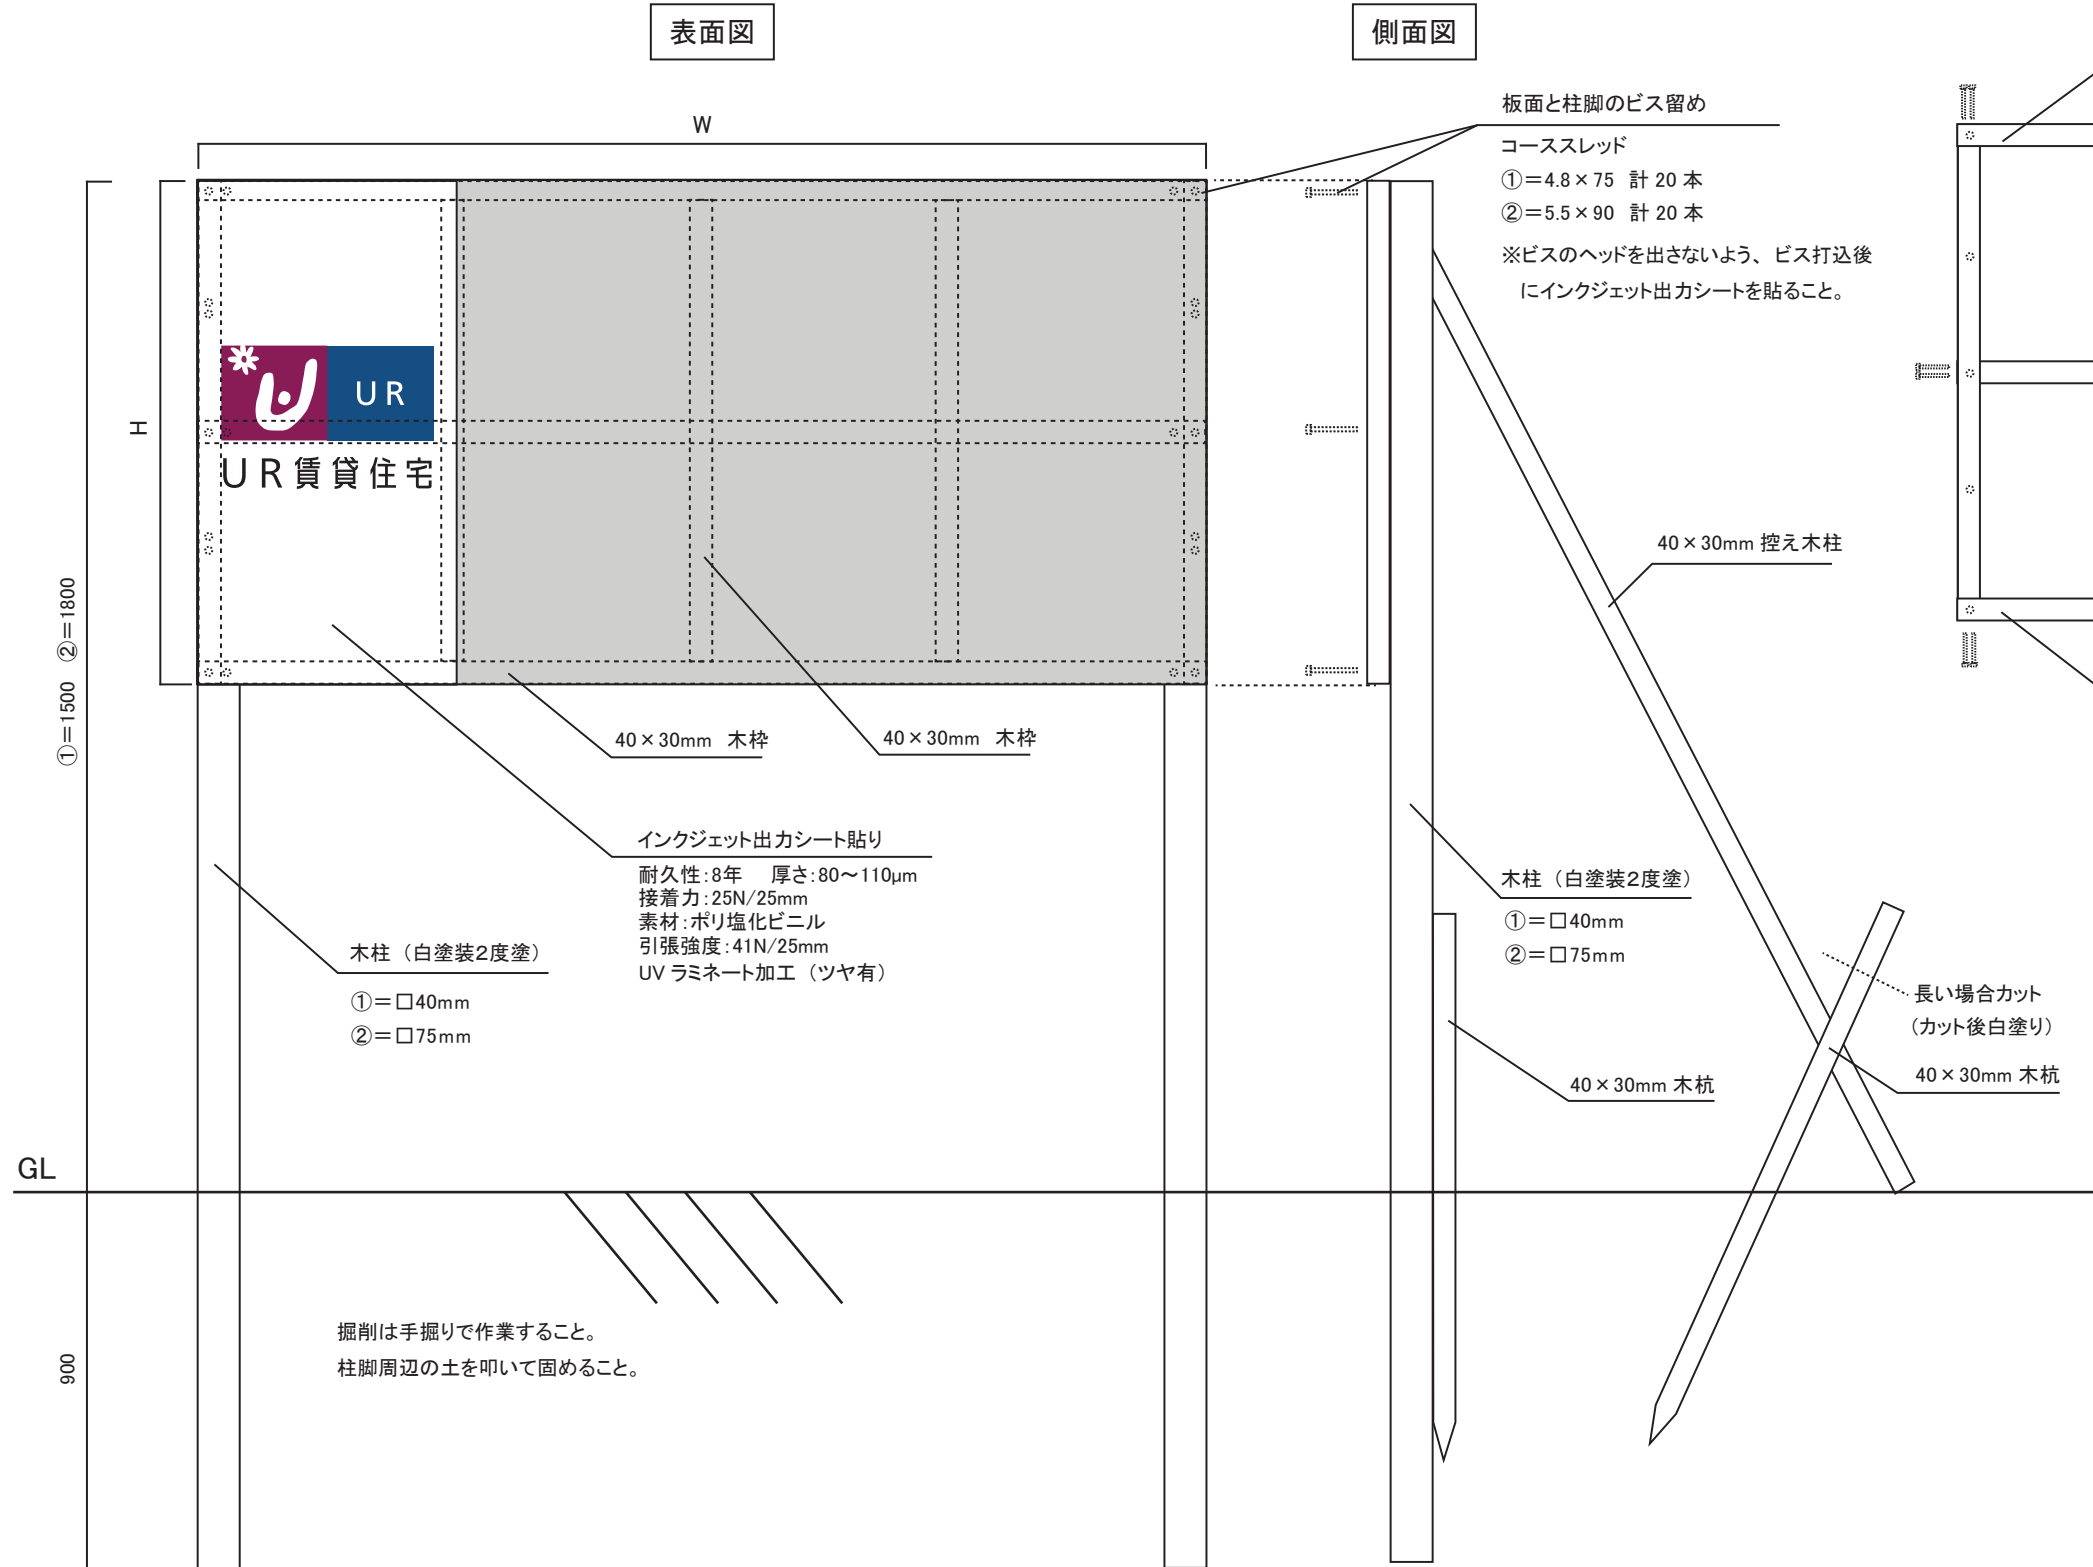 表面図
側面図
W
H
①=1500 ②=1800
900
GL
UR
UR賃貸住宅
40×30mm 木枠
40×30mm 木枠
インクジェット出力シート貼り
耐久性:8年 厚さ:80~110μm
接着力:25N/25mm
素材:ポリ塩化ビニル
引張強度:41N/25mm
UV ラミネート加工 (ツヤ有)
木柱 (白塗装2度塗)
①=□40mm
②=□75mm
掘削は手掘りで作業すること。
柱脚周辺の土を叩いて固めること。
板面と柱脚のビス留め
コーススレッド
①=4.8×75 計 20 本
②=5.5×90 計 20 本
※ビスのヘッドを出さないよう、ビス打込後
にインクジェット出力シートを貼ること。
40×30mm 控え木柱
木柱 (白塗装2度塗)
①=□40mm
②=□75mm
長い場合カット
(カット後白塗り)
40×30mm 木杭
40×30mm 木杭